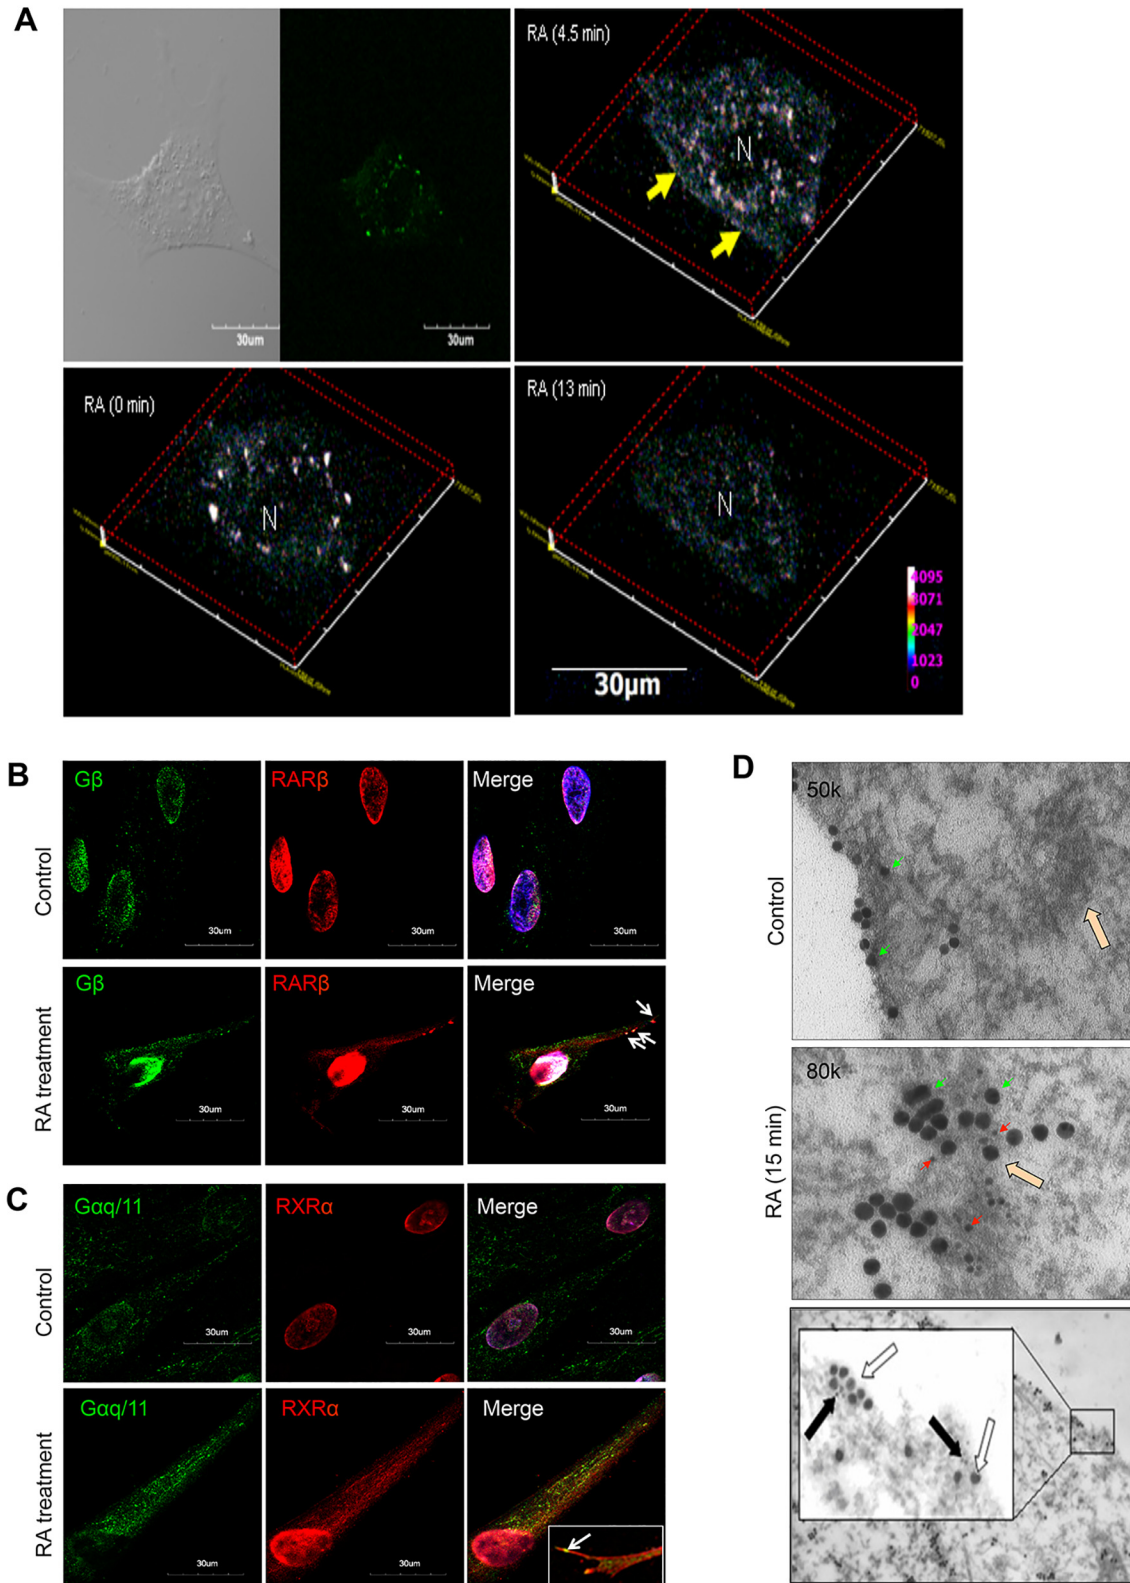 A
30um
30um
RA (4.5 min)
N
RA (0 min)
N
RA (13 min)
N
4095
3071
2047
1023
0
30µm
B
Control
Gβ
30um
RARβ
30um
Merge
30um
RA treatment
Gβ
30um
RARβ
30um
Merge
30um
C
Control
Gαq/11
30um
RXRα
30um
Merge
30um
RA treatment
Gαq/11
30um
RXRα
30um
Merge
D
Control
50k
RA (15 min)
80k